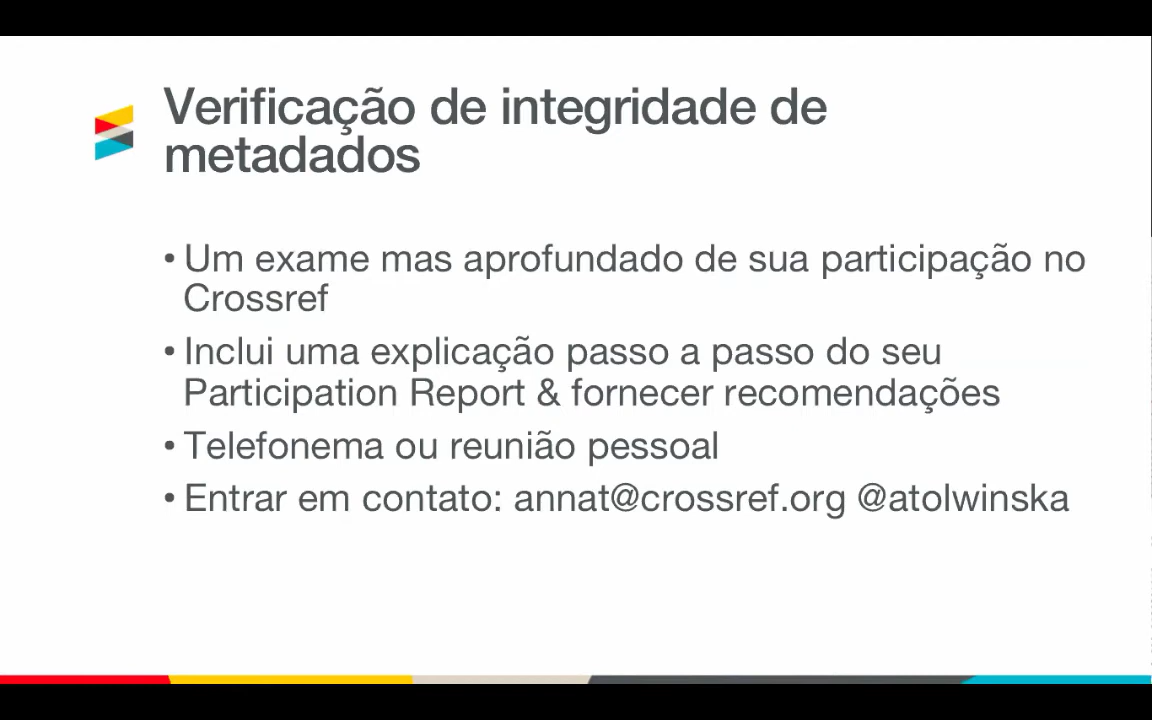 Verificação de integridade de
metadados
• Um exame mas aprofundado de sua participação no
Crossref
• Inclui uma explicação passo a passo do seu
Participation Report & fornecer recomendações
• Telefonema ou reunião pessoal
• Entrar em contato: annat@crossref.org @atolwinska